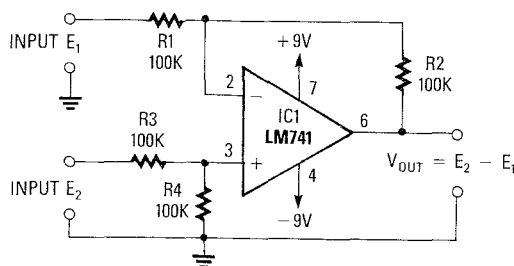 INPUT E1
R1
100K
+9V
R2
100K
2
7
−
IC1
LM741
6
R3
100K
3
+
4
VOUT = E2 − E1
INPUT E2
R4
100K
−9V